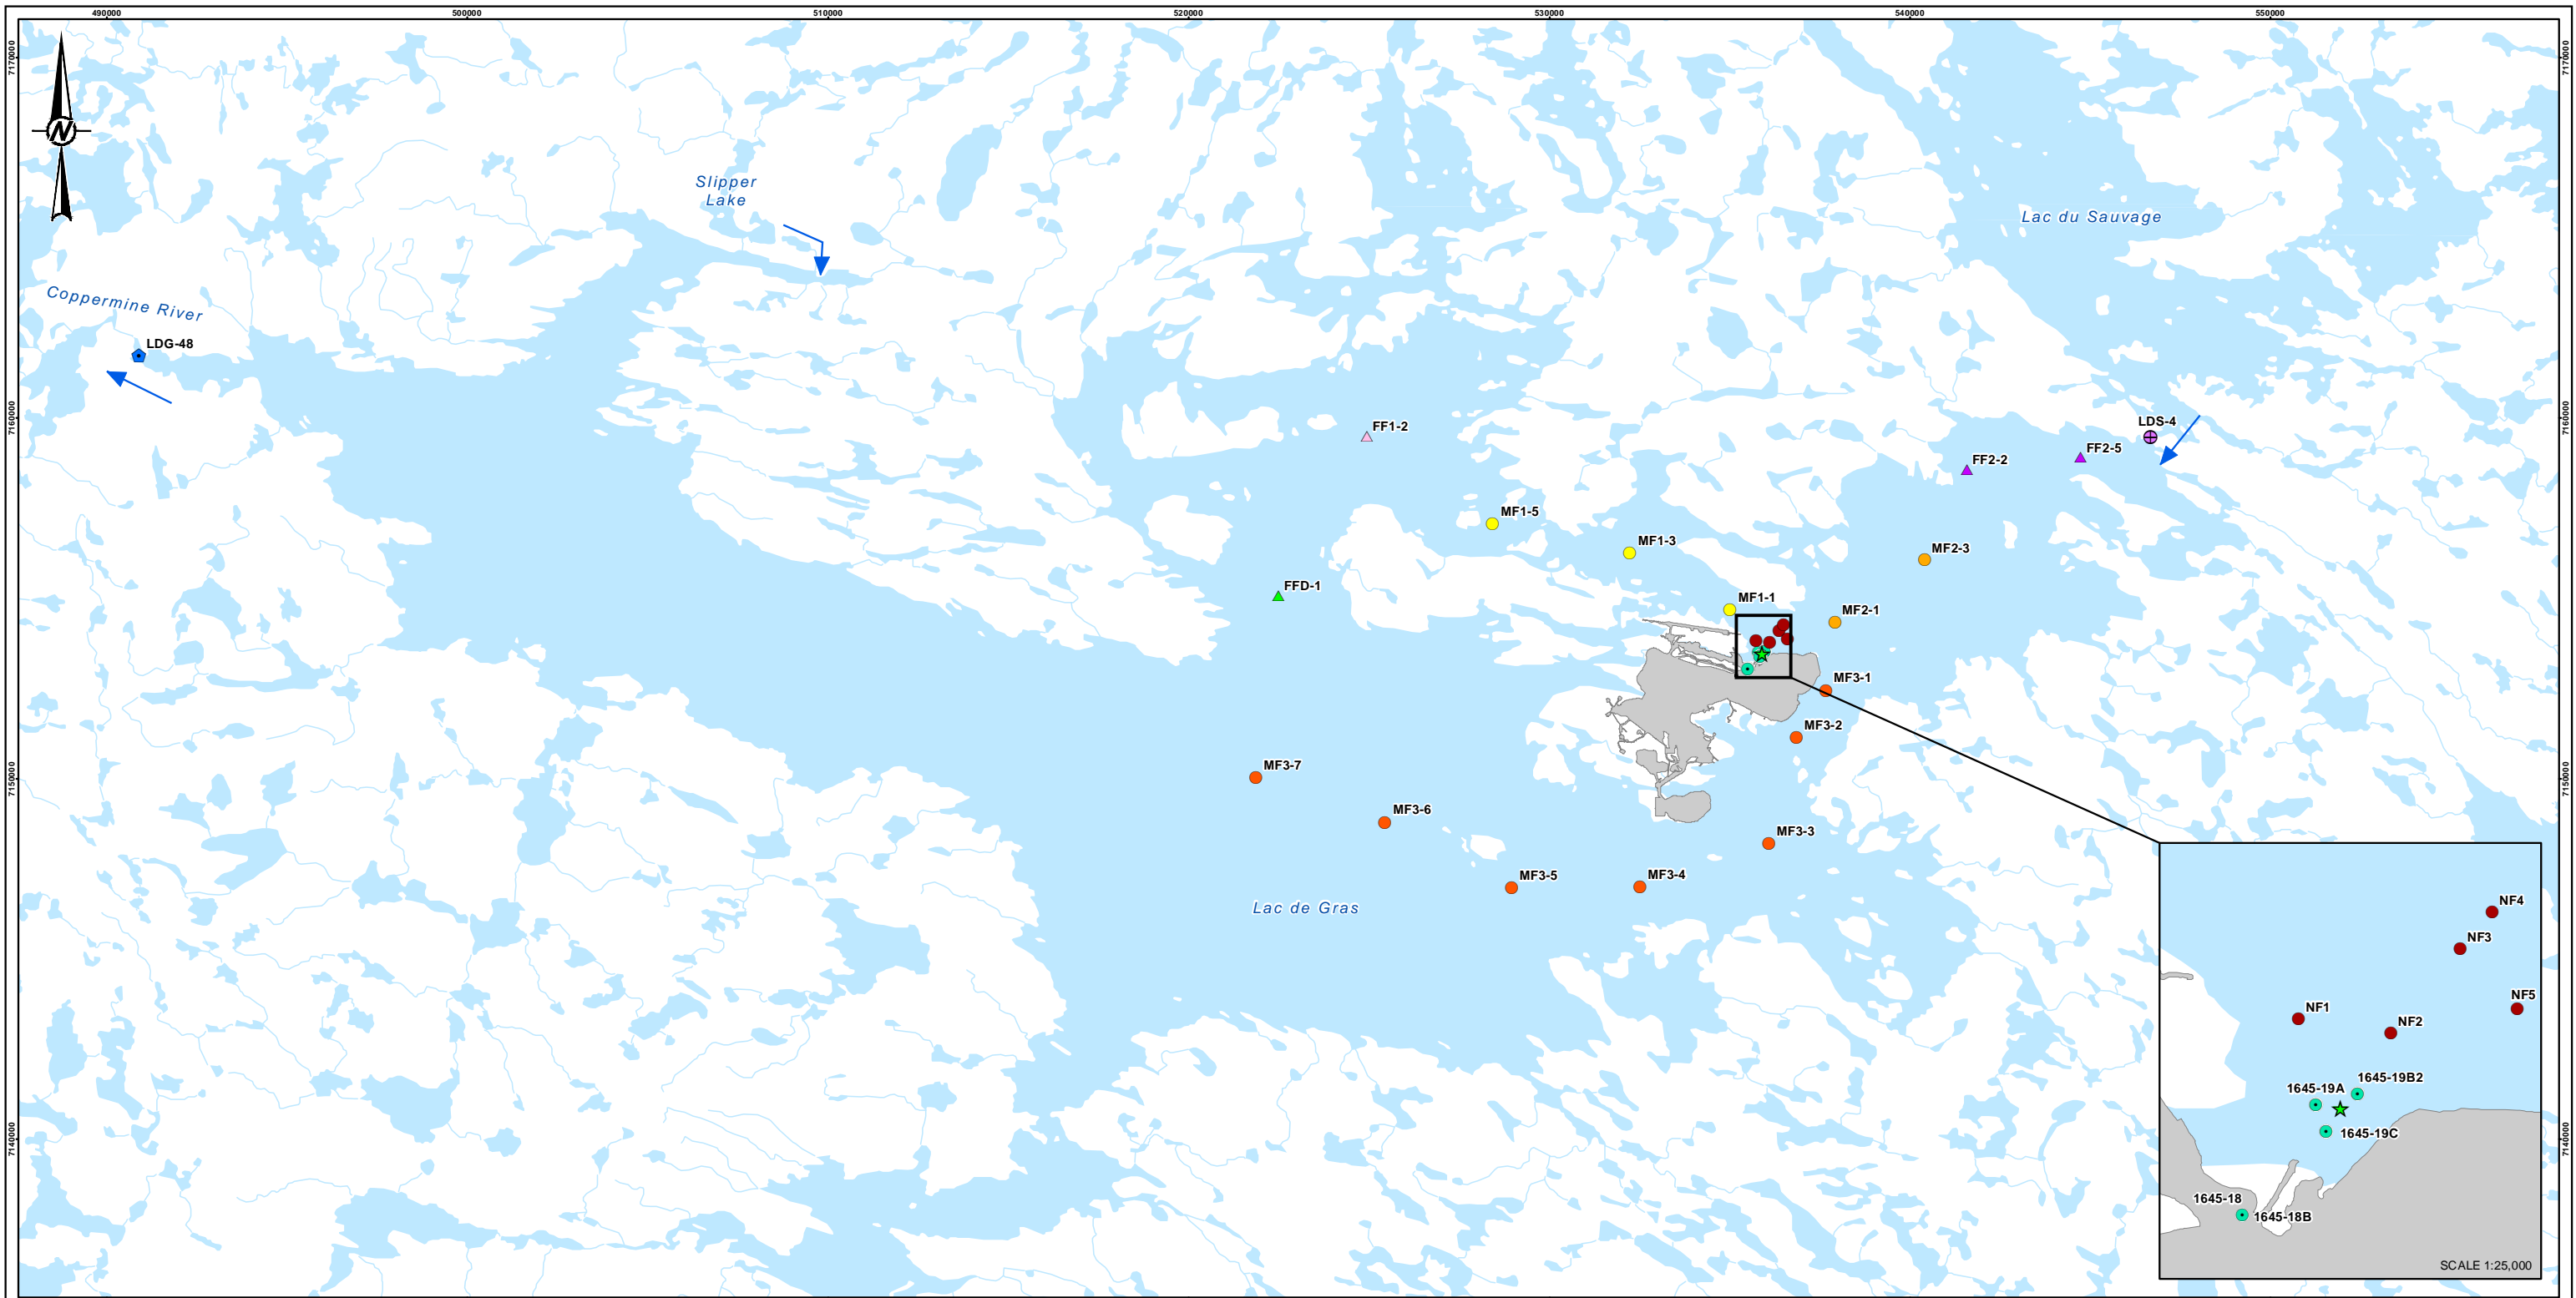 490000
500000
510000
520000
530000
540000
550000
7170000
7170000
N
Slipper
Lake
Lac du Sauvage
Coppermine River
LDG-48
7160000
7160000
FF1-2
LDS-4
FF2-5
FF2-2
MF1-5
MF1-3
MF2-3
FFD-1
MF1-1
MF2-1
MF3-1
MF3-2
7150000
7150000
MF3-7
MF3-6
MF3-3
MF3-5
MF3-4
Lac de Gras
NF4
NF3
NF5
NF1
NF2
1645-19B2
1645-19A
1645-19C
7140000
7140000
1645-18
1645-18B
SCALE 1:25,000